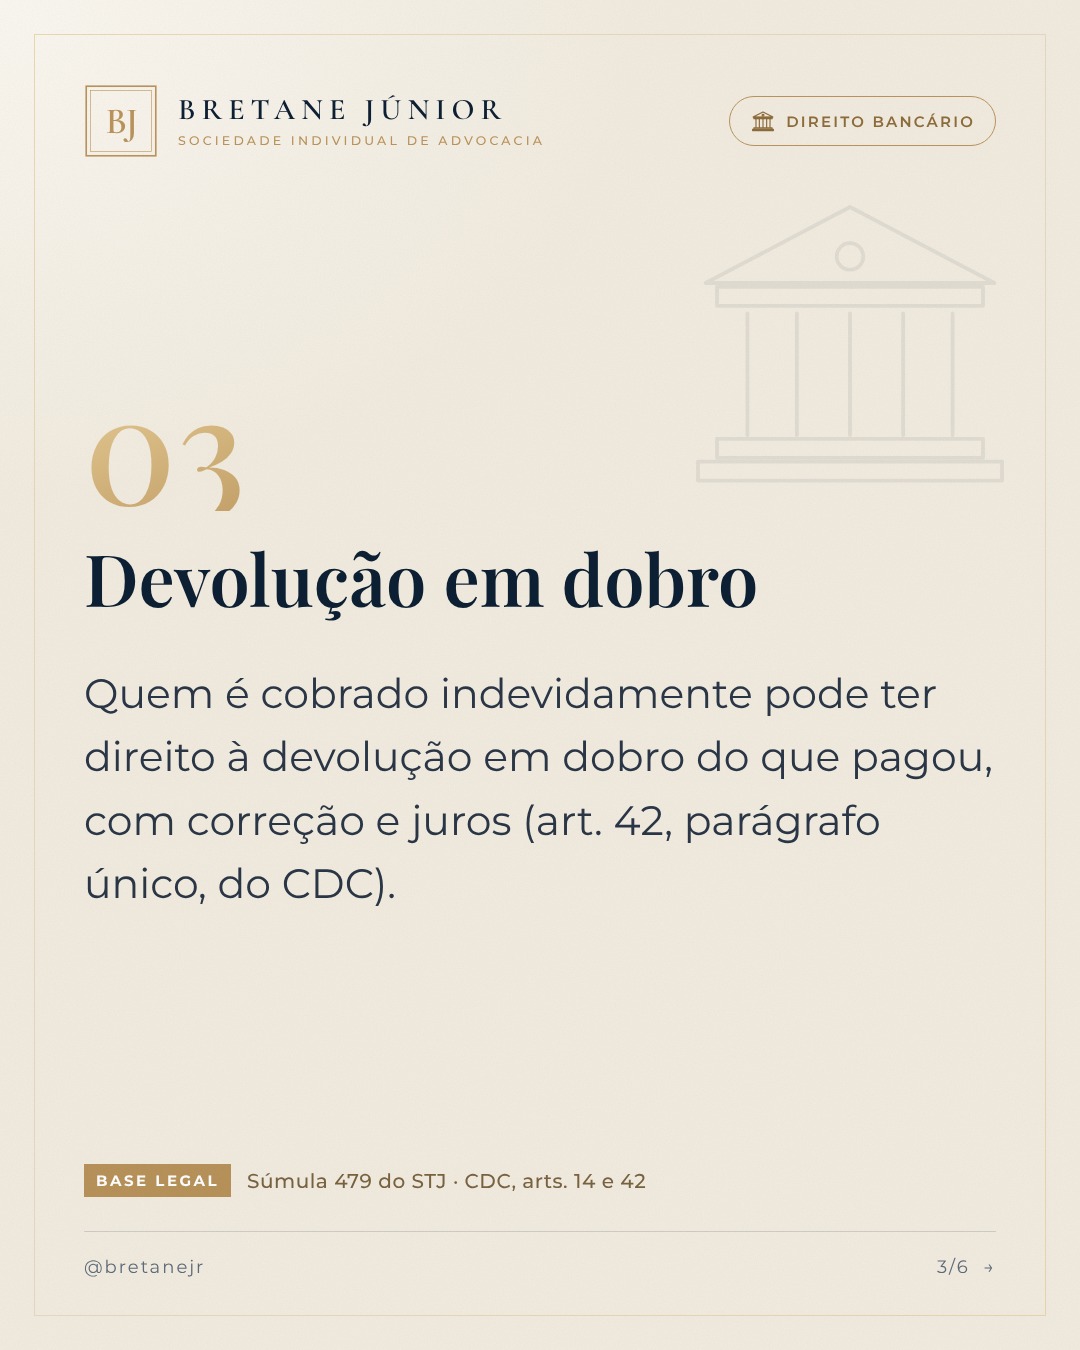 BJ
BRETANE JÚNIOR
SOCIEDADE INDIVIDUAL DE ADVOCACIA
DIREITO BANCÁRIO
03
Devolução em dobro
Quem é cobrado indevidamente pode ter
direito à devolução em dobro do que pagou,
com correção e juros (art. 42, parágrafo
único, do CDC).
BASE LEGAL Súmula 479 do STJ · CDC, arts. 14 e 42
@bretanejr
3/6 →